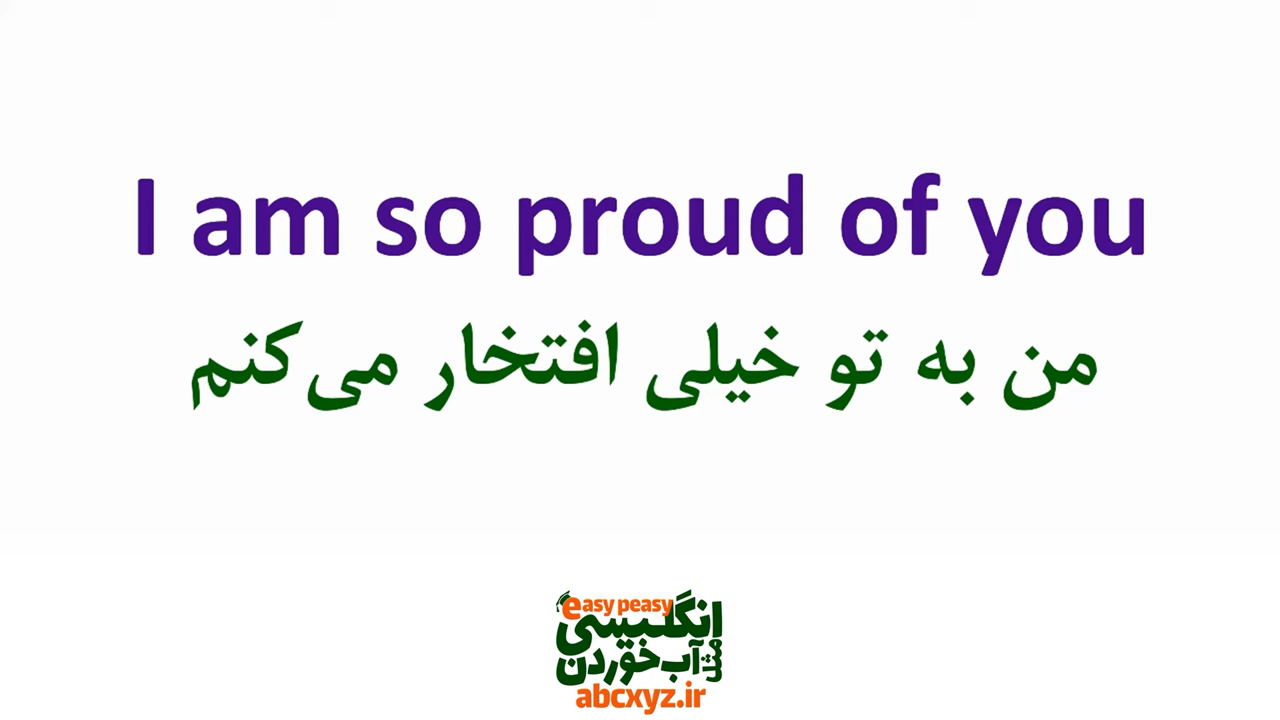 I am so proud of you
من به تو خیلی افتخار می‌کنم
easy peasy
انگلیسی
مثل آب خوردن
abcxyz.ir